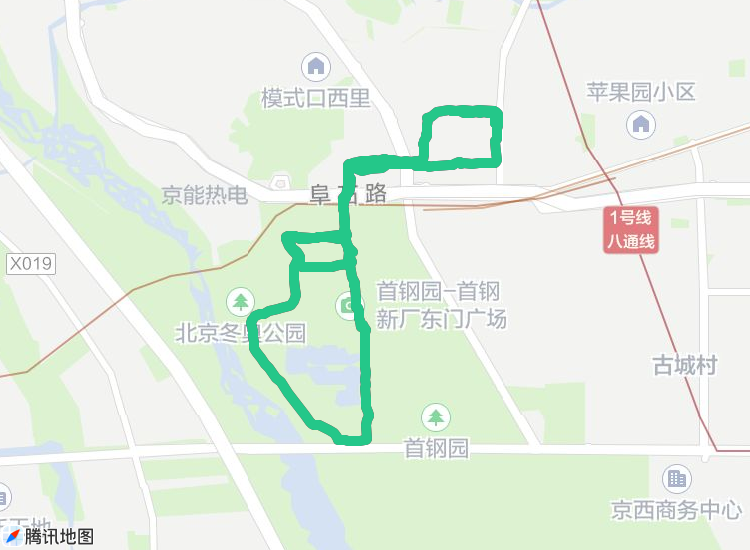 模式口西里
苹果园小区
京能热电
阜石路
1号线
八通线
X019
首钢园-首钢
新厂东门广场
北京冬奥公园
古城村
首钢园
京西商务中心
腾讯地图